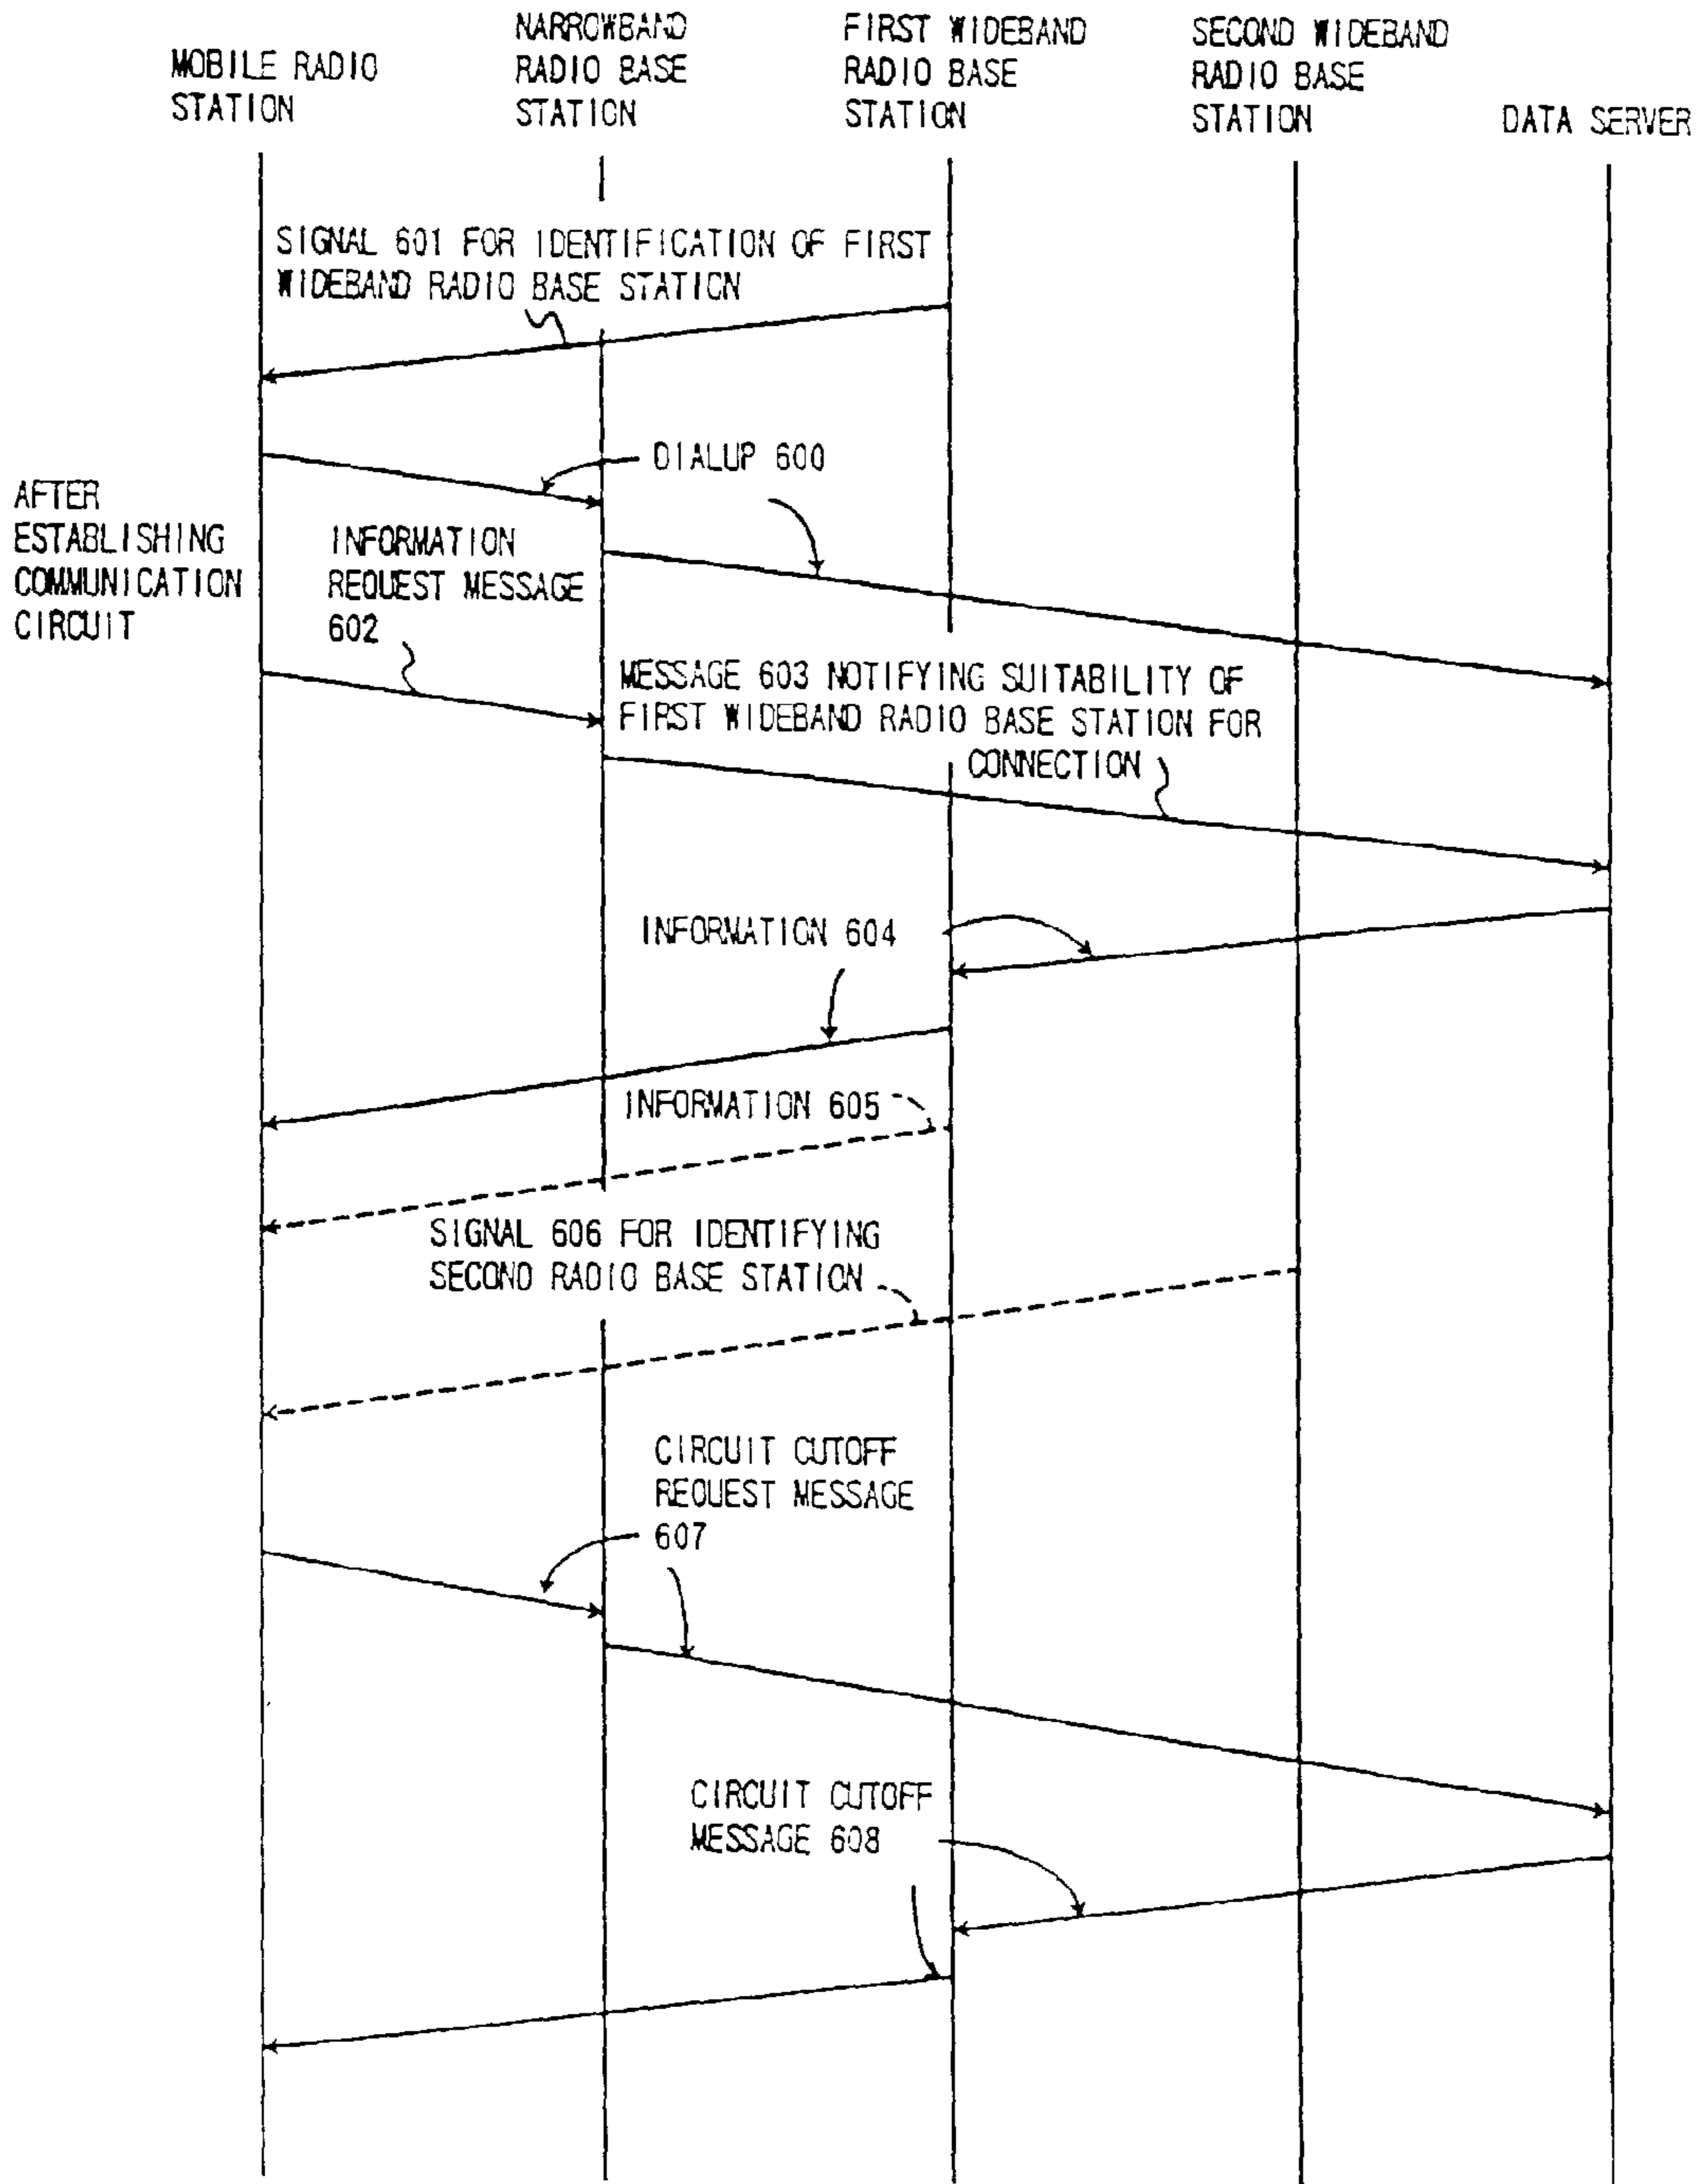 MOBILE RADIO
STATION
NARROWBAND
RADIO BASE
STATION
FIRST WIDEBAND
RADIO BASE
STATION
SECOND WIDEBAND
RADIO BASE
STATION
DATA SERVER
SIGNAL 601 FOR IDENTIFICATION OF FIRST
WIDEBAND RADIO BASE STATION
DIALUP 600
AFTER
ESTABLISHING
COMMUNICATION
CIRCUIT
INFORMATION
REQUEST MESSAGE
602
MESSAGE 603 NOTIFYING SUITABILITY OF
FIRST WIDEBAND RADIO BASE STATION FOR
CONNECTION
INFORMATION 604
INFORMATION 605
SIGNAL 606 FOR IDENTIFYING
SECOND RADIO BASE STATION
CIRCUIT CUTOFF
REQUEST MESSAGE
607
CIRCUIT CUTOFF
MESSAGE 608